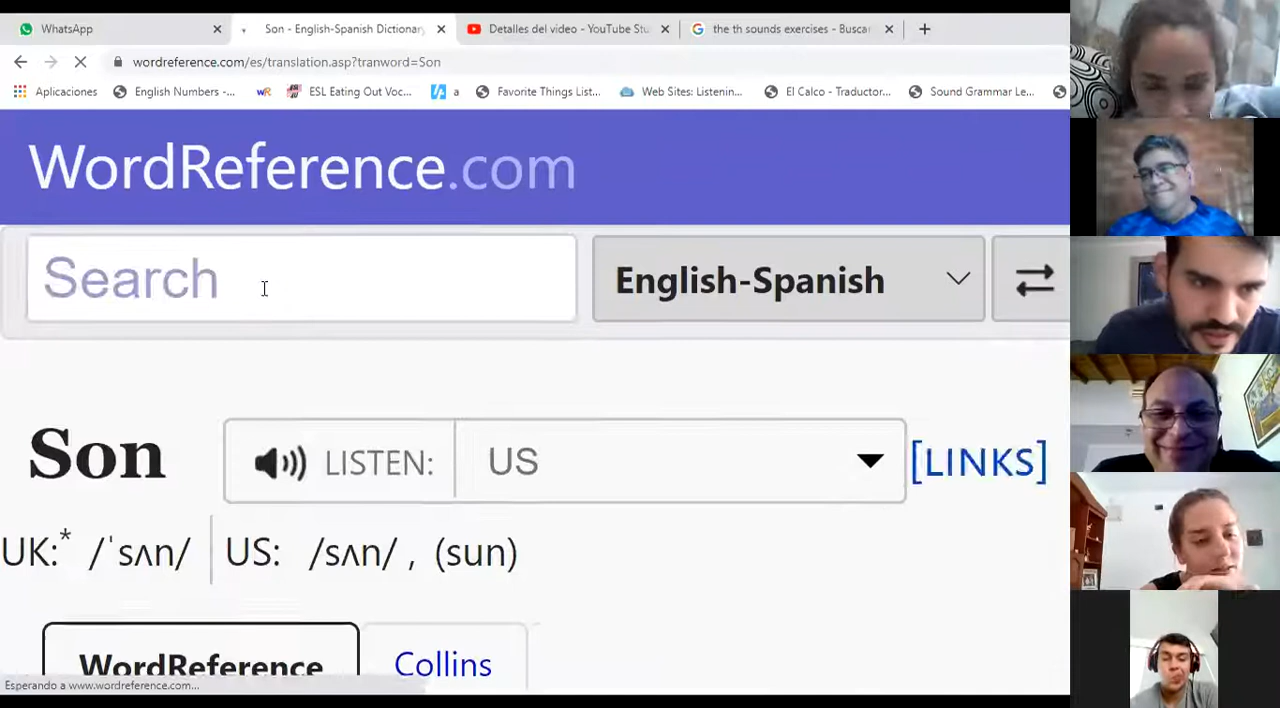 WhatsApp
Son - English-Spanish Dictionary
Detalles del video - YouTube Stu
the th sounds exercises - Buscar
wordreference.com/es/translation.asp?tranword=Son
Aplicaciones
English Numbers -...
wR
ESL Eating Out Voc...
a
Favorite Things List...
Web Sites: Listenin...
El Calco - Traductor...
Sound Grammar Le...
WordReference.com
Search
English-Spanish
Son
LISTEN:
US
[LINKS]
UK:* /ˈsʌn/
US: /sʌn/ , (sun)
WordReference
Collins
Esperando a www.wordreference.com...